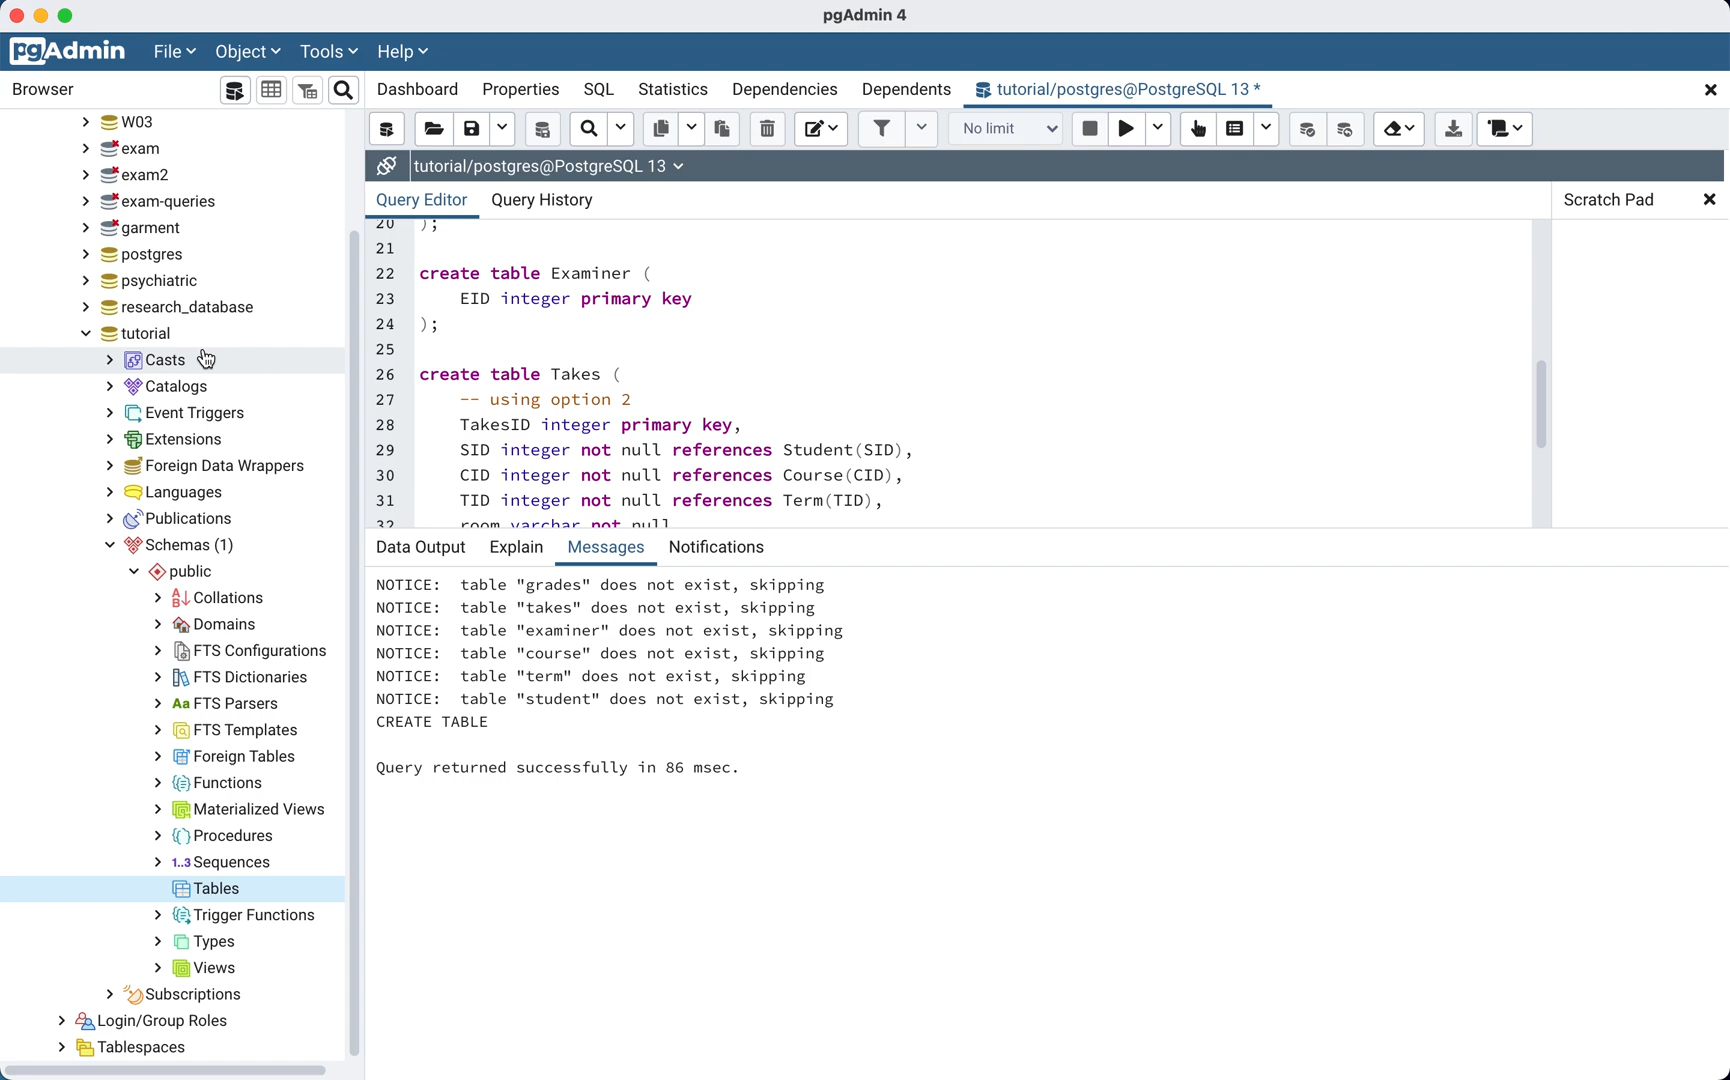 pgAdmin 4
pgAdmin File Object Tools Help
Browser
Dashboard Properties SQL Statistics Dependencies Dependents tutorial/postgres@PostgreSQL 13 *
No limit
tutorial/postgres@PostgreSQL 13
Query Editor Query History
Scratch Pad
W03
exam
exam2
exam-queries
garment
postgres
psychiatric
research_database
tutorial
Casts
Catalogs
Event Triggers
Extensions
Foreign Data Wrappers
Languages
Publications
Schemas (1)
public
Collations
Domains
FTS Configurations
FTS Dictionaries
Aa FTS Parsers
FTS Templates
Foreign Tables
Functions
Materialized Views
Procedures
1..3 Sequences
Tables
Trigger Functions
Types
Views
Subscriptions
Login/Group Roles
Tablespaces
20 );
21
22 create table Examiner (
23 EID integer primary key
24 );
25
26 create table Takes (
27 -- using option 2
28 TakesID integer primary key,
29 SID integer not null references Student(SID),
30 CID integer not null references Course(CID),
31 TID integer not null references Term(TID),
32 room varchar not null
Data Output Explain Messages Notifications
NOTICE: table "grades" does not exist, skipping
NOTICE: table "takes" does not exist, skipping
NOTICE: table "examiner" does not exist, skipping
NOTICE: table "course" does not exist, skipping
NOTICE: table "term" does not exist, skipping
NOTICE: table "student" does not exist, skipping
CREATE TABLE
Query returned successfully in 86 msec.